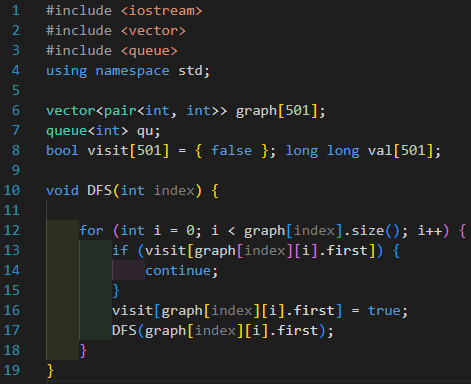 1 #include <iostream>
2 #include <vector>
3 #include <queue>
4 using namespace std;
5
6 vector<pair<int, int>> graph[501];
7 queue<int> qu;
8 bool visit[501] = { false }; long long val[501];
9
10 void DFS(int index) {
11
12     for (int i = 0; i < graph[index].size(); i++) {
13         if (visit[graph[index][i].first]) {
14             continue;
15         }
16         visit[graph[index][i].first] = true;
17         DFS(graph[index][i].first);
18     }
19 }